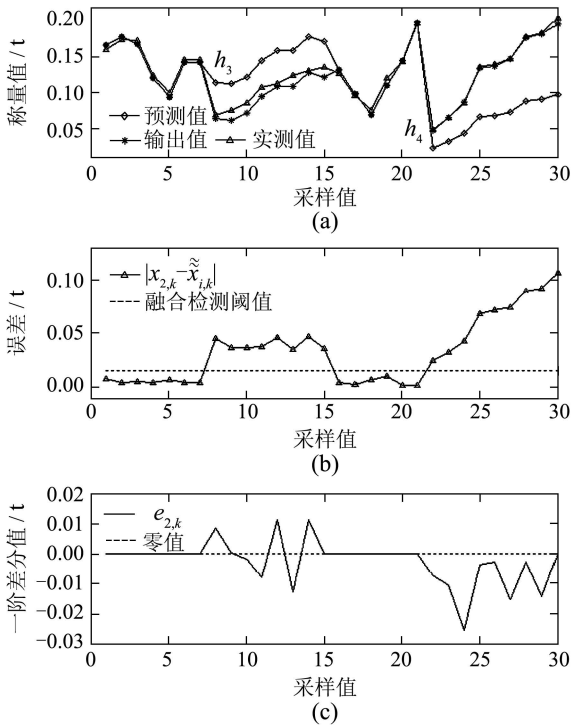 称量值/t
0.20
0.15
0.10
0.05
h3
h4
预测值
输出值 实测值
0 5 10 15 20 25 30
采样值
(a)
误差/t
0.10
0.05
0.00
|x2,k−x̃̃i,k|
融合检测阈值
0 5 10 15 20 25 30
采样值
(b)
一阶差分值/t
0.02
0.01
0.00
−0.01
−0.02
−0.03
e2,k
零值
0 5 10 15 20 25 30
采样值
(c)